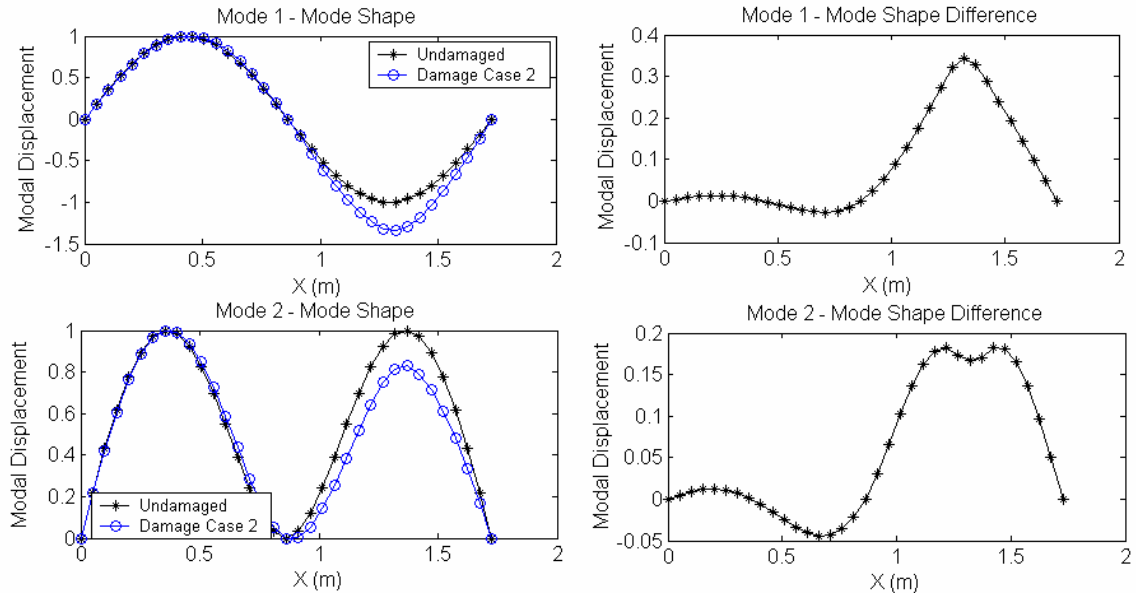 Mode 1 - Mode Shape
Modal Displacement
1
0.5
0
-0.5
-1
-1.5
Undamaged
Damage Case 2
0 0.5 1 1.5 2
X (m)
Mode 1 - Mode Shape Difference
Modal Displacement
0.4
0.3
0.2
0.1
0
-0.1
0 0.5 1 1.5 2
X (m)
Mode 2 - Mode Shape
Modal Displacement
1
0.8
0.6
0.4
0.2
0
Undamaged
Damage Case 2
0 0.5 1 1.5 2
X (m)
Mode 2 - Mode Shape Difference
Modal Displacement
0.2
0.15
0.1
0.05
0
-0.05
0 0.5 1 1.5 2
X (m)